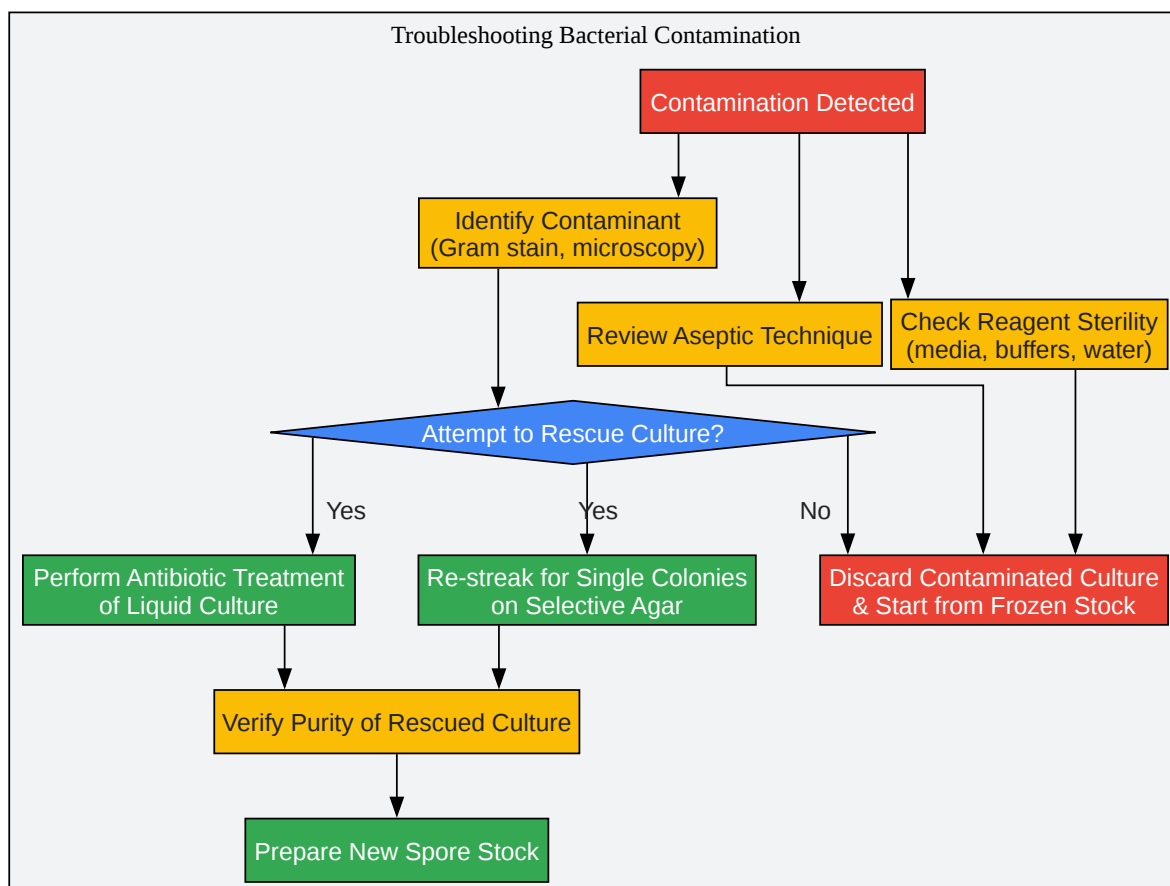 Troubleshooting Bacterial Contamination
Contamination Detected
Identify Contaminant
(Gram stain, microscopy)
Review Aseptic Technique
Check Reagent Sterility
(media, buffers, water)
Attempt to Rescue Culture?
Yes
Yes
No
Perform Antibiotic Treatment
of Liquid Culture
Re-streak for Single Colonies
on Selective Agar
Discard Contaminated Culture
& Start from Frozen Stock
Verify Purity of Rescued Culture
Prepare New Spore Stock